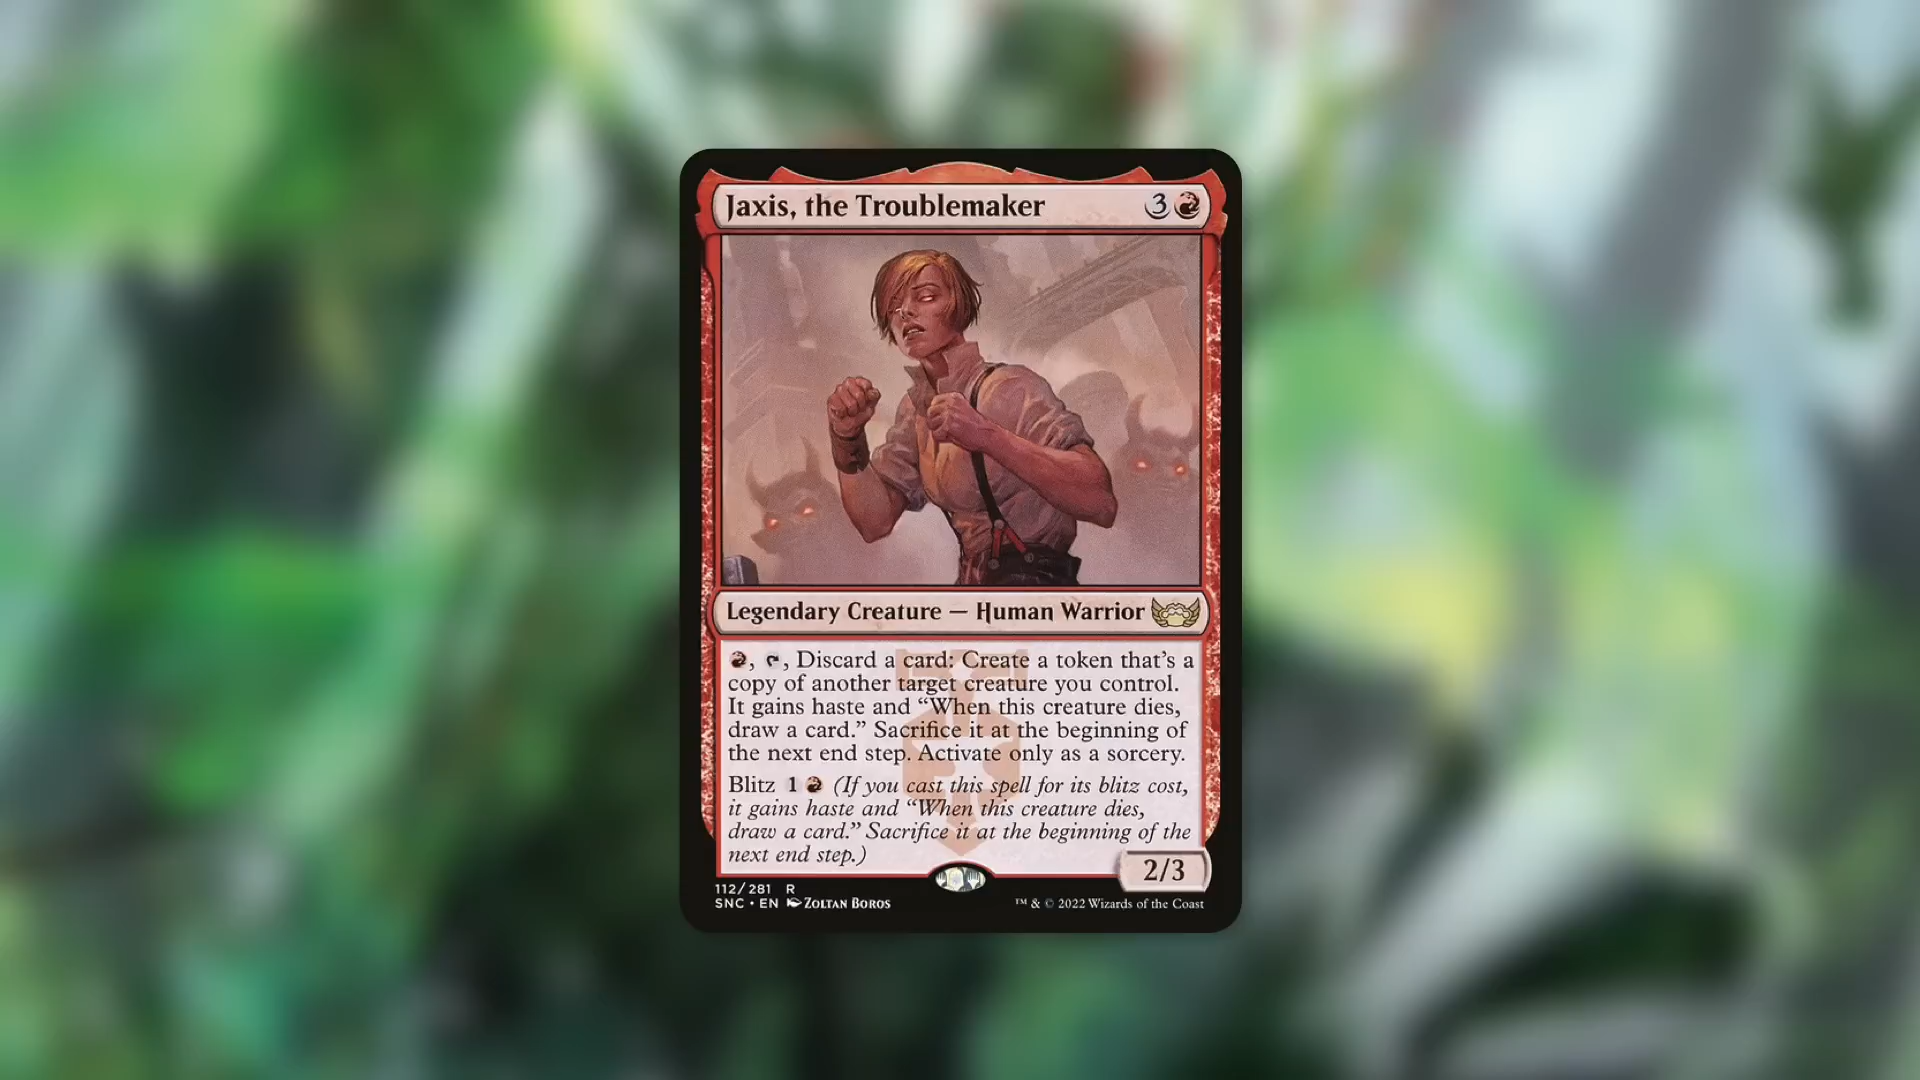 Jaxis, the Troublemaker 3
Legendary Creature — Human Warrior
, , Discard a card: Create a token that's a
copy of another target creature you control.
It gains haste and “When this creature dies,
draw a card.” Sacrifice it at the beginning of
the next end step. Activate only as a sorcery.
Blitz 1 (If you cast this spell for its blitz cost,
it gains haste and “When this creature dies,
draw a card.” Sacrifice it at the beginning of the
next end step.)
2/3
112/281 R
SNC • EN Zoltan Boros
™ & © 2022 Wizards of the Coast